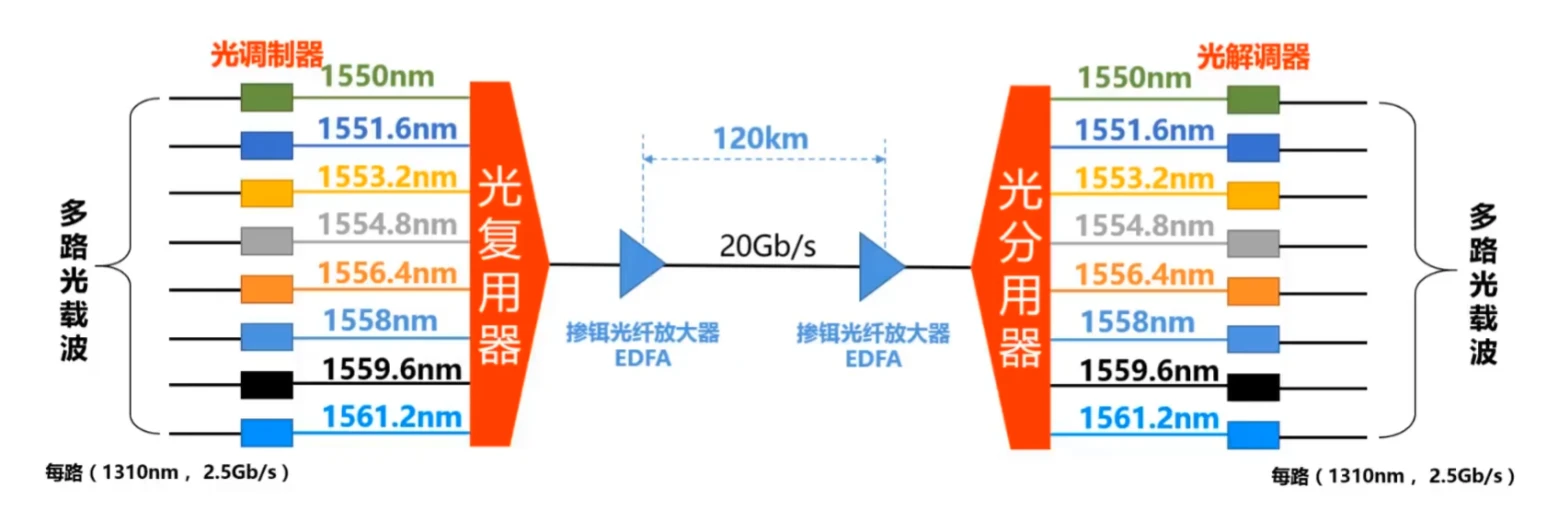 光调制器
1550nm
1551.6nm
1553.2nm
1554.8nm
1556.4nm
1558nm
1559.6nm
1561.2nm
多路光载波
每路（1310nm ，2.5Gb/s）
光复用器
120km
20Gb/s
掺铒光纤放大器
EDFA
掺铒光纤放大器
EDFA
光分用器
光解调器
1550nm
1551.6nm
1553.2nm
1554.8nm
1556.4nm
1558nm
1559.6nm
1561.2nm
多路光载波
每路（1310nm ，2.5Gb/s）